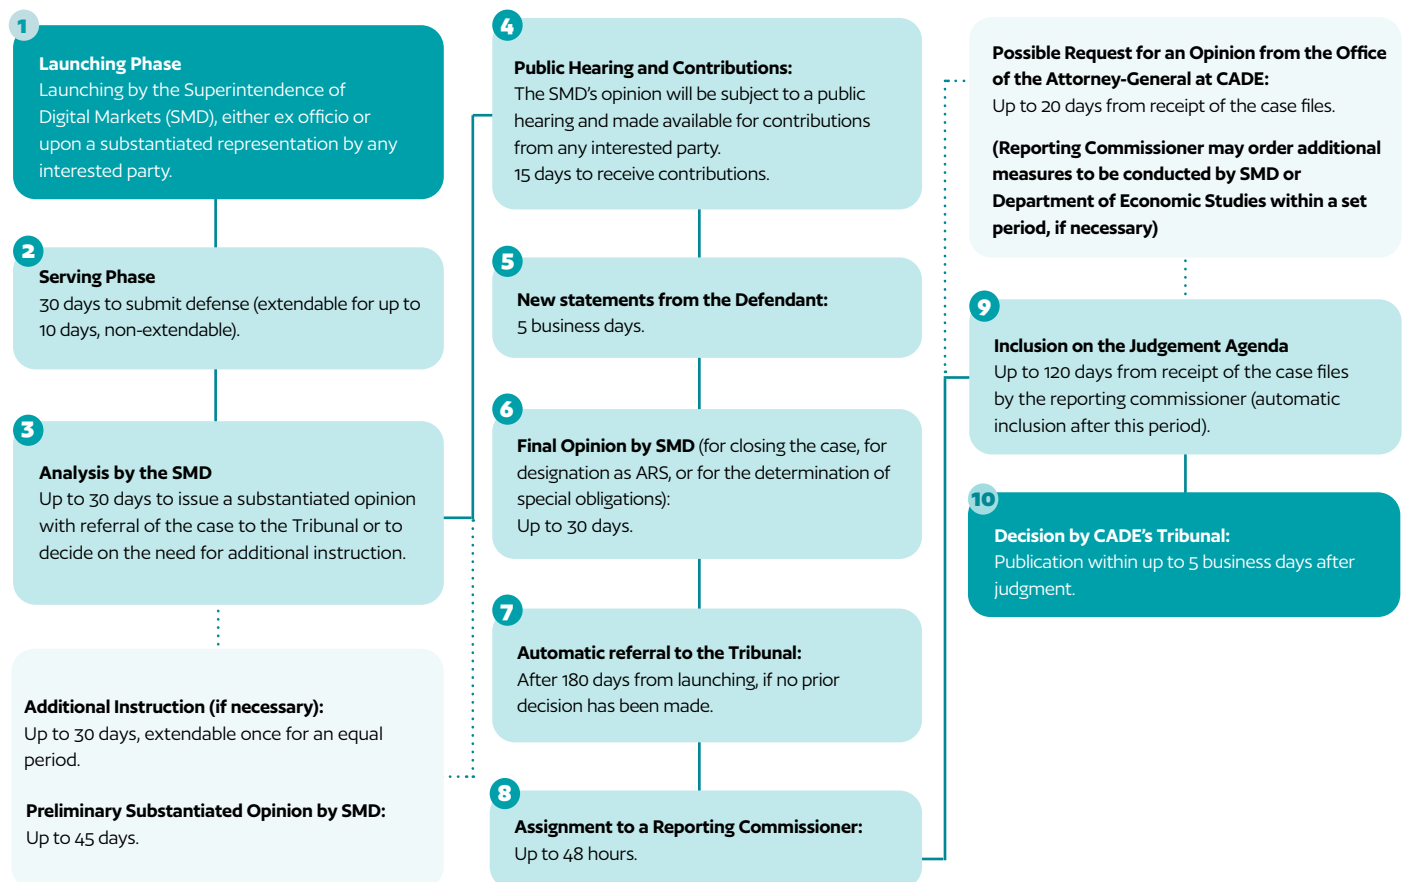 1
Launching Phase
Launching by the Superintendence of
Digital Markets (SMD), either ex officio or
upon a substantiated representation by any
interested party.
2
Serving Phase
30 days to submit defense (extendable for up to
10 days, non-extendable).
3
Analysis by the SMD
Up to 30 days to issue a substantiated opinion
with referral of the case to the Tribunal or to
decide on the need for additional instruction.
Additional Instruction (if necessary):
Up to 30 days, extendable once for an equal
period.
Preliminary Substantiated Opinion by SMD:
Up to 45 days.
4
Public Hearing and Contributions:
The SMD's opinion will be subject to a public
hearing and made available for contributions
from any interested party.
15 days to receive contributions.
5
New statements from the Defendant:
5 business days.
6
Final Opinion by SMD (for closing the case, for
designation as ARS, or for the determination of
special obligations):
Up to 30 days.
7
Automatic referral to the Tribunal:
After 180 days from launching, if no prior
decision has been made.
8
Assignment to a Reporting Commissioner:
Up to 48 hours.
Possible Request for an Opinion from the Office
of the Attorney-General at CADE:
Up to 20 days from receipt of the case files.
(Reporting Commissioner may order additional
measures to be conducted by SMD or
Department of Economic Studies within a set
period, if necessary)
9
Inclusion on the Judgement Agenda
Up to 120 days from receipt of the case files
by the reporting commissioner (automatic
inclusion after this period).
10
Decision by CADE's Tribunal:
Publication within up to 5 business days after
judgment.